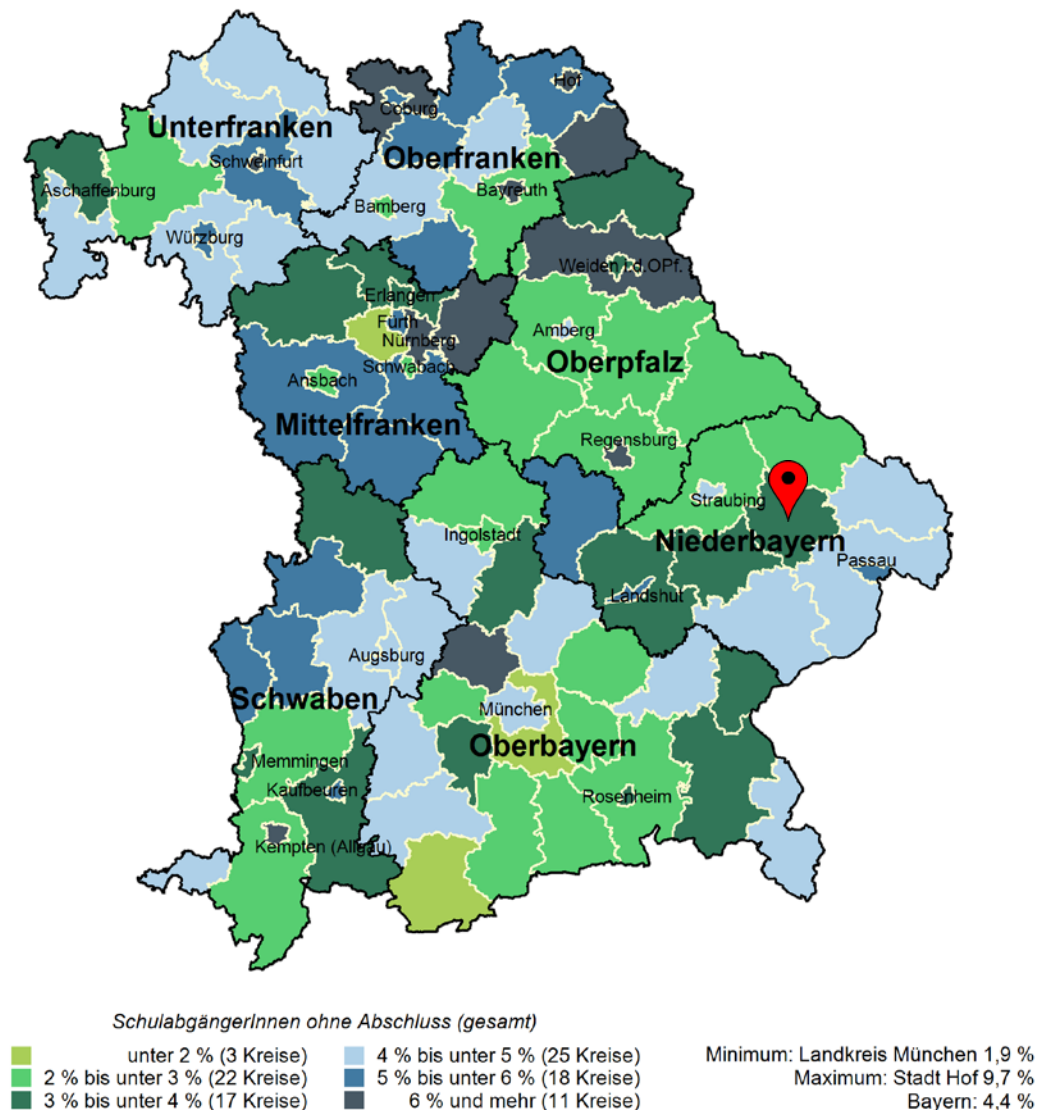 Hof
Coburg
Unterfranken
Oberfranken
Schweinfurt
Aschaffenburg
Bayreuth
Bamberg
Würzburg
Weiden i.d.OPf.
Erlangen
Fürth
Amberg
Nürnberg
Oberpfalz
Schwabach
Ansbach
Mittelfranken
Regensburg
Straubing
Ingolstadt
Niederbayern
Passau
Landshut
Augsburg
Schwaben
München
Oberbayern
Memmingen
Kaufbeuren
Rosenheim
Kempten (Allgäu)
SchulabgängerInnen ohne Abschluss (gesamt)
unter 2 % (3 Kreise)
2 % bis unter 3 % (22 Kreise)
3 % bis unter 4 % (17 Kreise)
4 % bis unter 5 % (25 Kreise)
5 % bis unter 6 % (18 Kreise)
6 % und mehr (11 Kreise)
Minimum: Landkreis München 1,9 %
Maximum: Stadt Hof 9,7 %
Bayern: 4,4 %